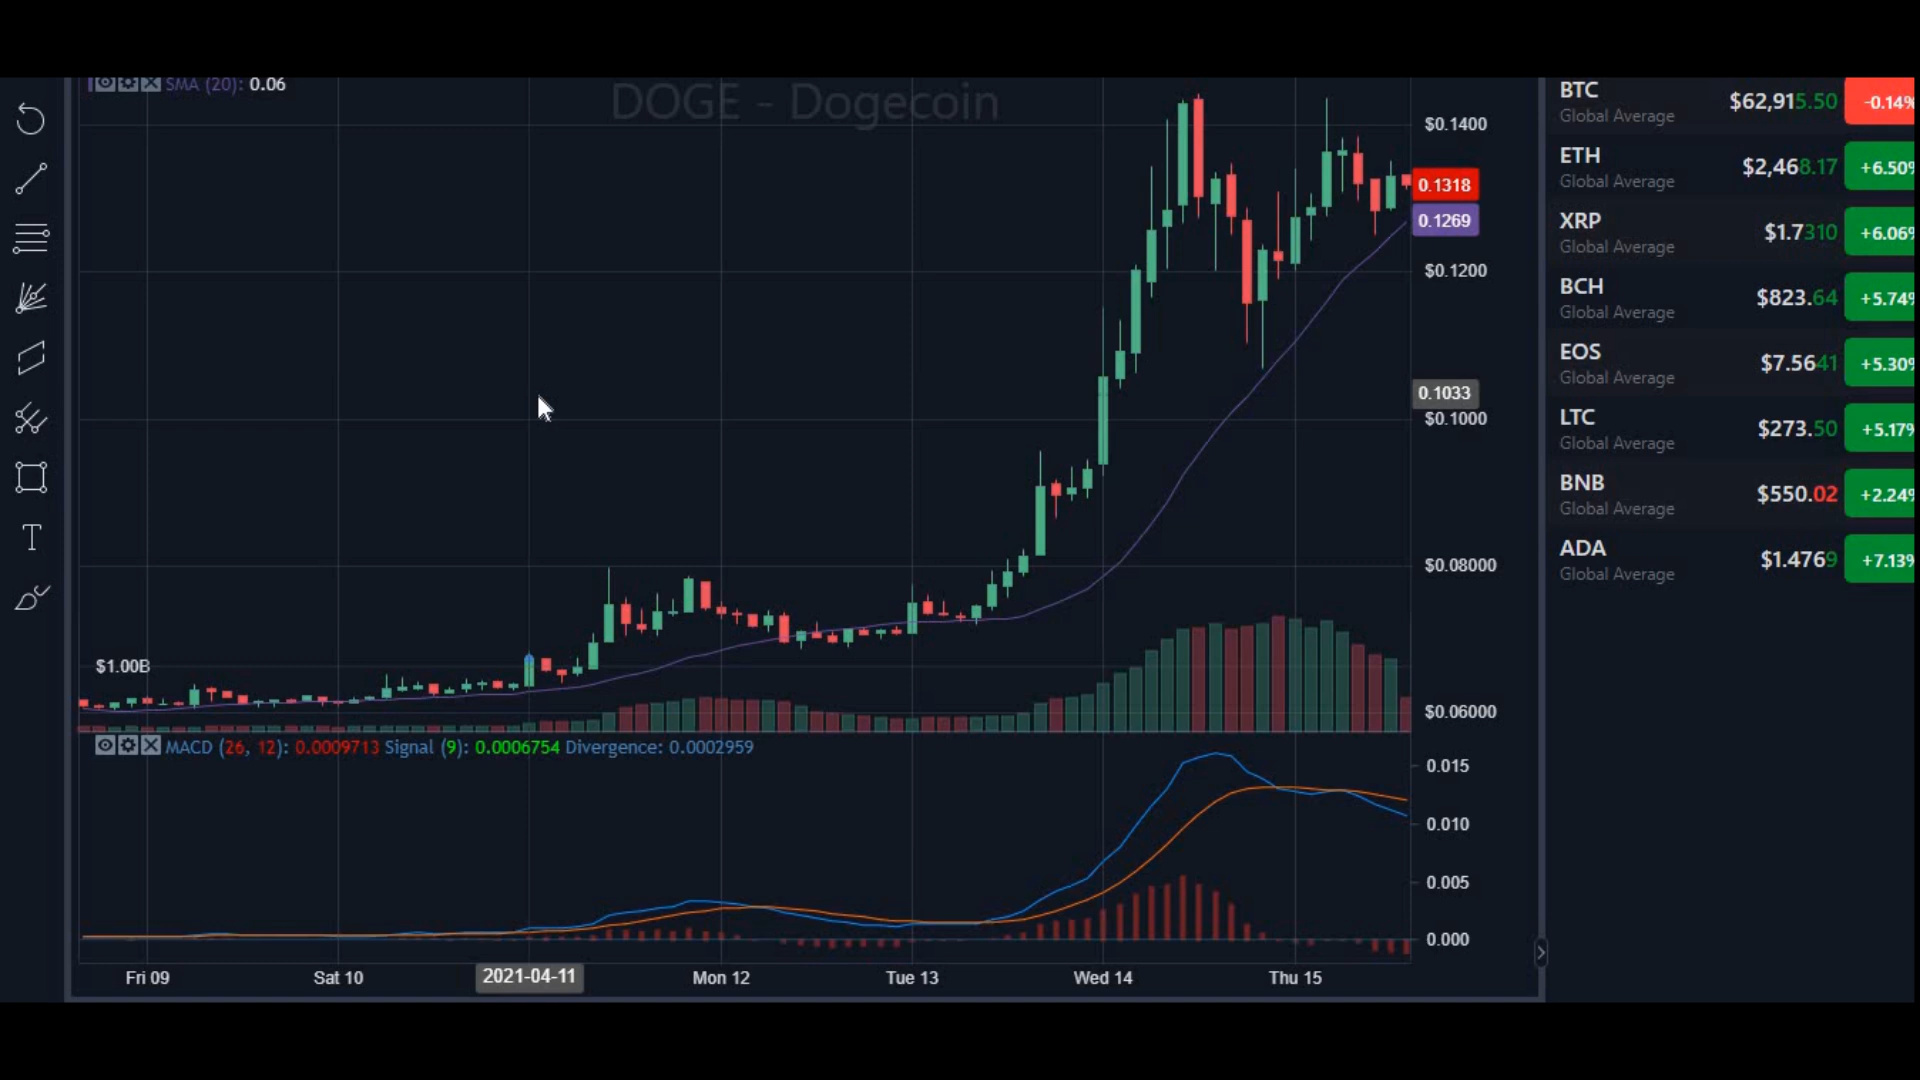 SMA (20): 0.06
DOGE - Dogecoin
$0.1400
0.1318
0.1269
$0.1200
0.1033
$0.1000
$0.08000
$1.00B
$0.06000
MACD (26, 12): 0.0009713 Signal (9): 0.0006754 Divergence: 0.0002959
0.015
0.010
0.005
0.000
Fri 09
Sat 10
2021-04-11
Mon 12
Tue 13
Wed 14
Thu 15
T
BTC $62,915.50 -0.14%
Global Average
ETH $2,468.17 +6.50%
Global Average
XRP $1.7310 +6.06%
Global Average
BCH $823.64 +5.74%
Global Average
EOS $7.5641 +5.30%
Global Average
LTC $273.50 +5.17%
Global Average
BNB $550.02 +2.24%
Global Average
ADA $1.4769 +7.13%
Global Average